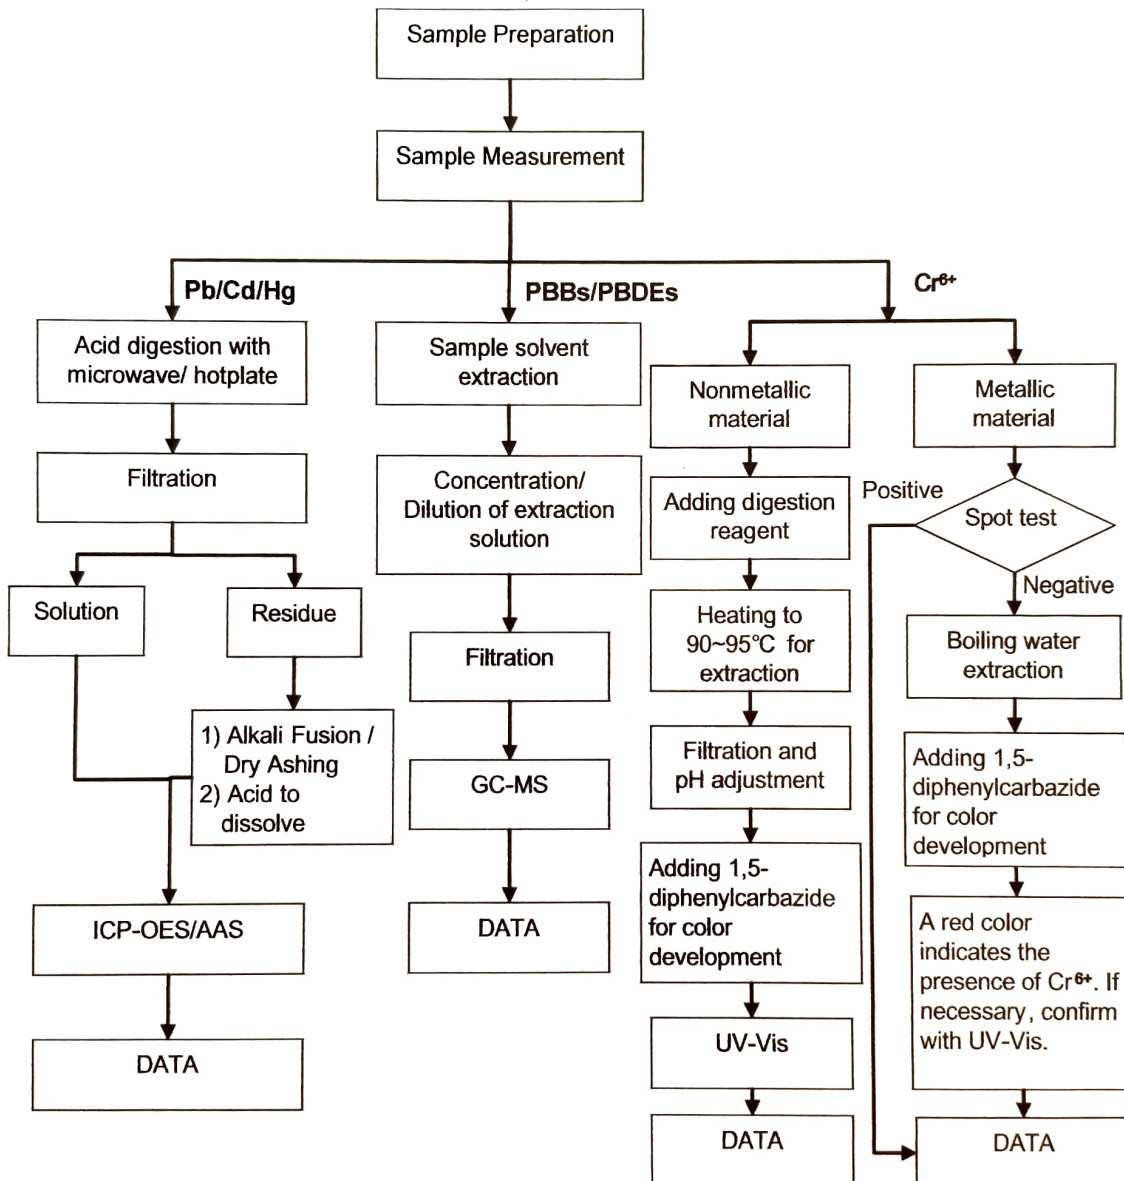 Sample Preparation
Sample Measurement
Pb/Cd/Hg
PBBs/PBDEs
Cr⁶⁺
Acid digestion with
microwave/ hotplate
Filtration
Solution
Residue
1) Alkali Fusion /
Dry Ashing
2) Acid to
dissolve
ICP-OES/AAS
DATA
Sample solvent
extraction
Concentration/
Dilution of extraction
solution
Filtration
GC-MS
DATA
Nonmetallic
material
Adding digestion
reagent
Heating to
90~95℃ for
extraction
Filtration and
pH adjustment
Adding 1,5-
diphenylcarbazide
for color
development
UV-Vis
DATA
Metallic
material
Positive
Spot test
Negative
Boiling water
extraction
Adding 1,5-
diphenylcarbazide
for color
development
A red color
indicates the
presence of Cr⁶⁺. If
necessary, confirm
with UV-Vis.
DATA